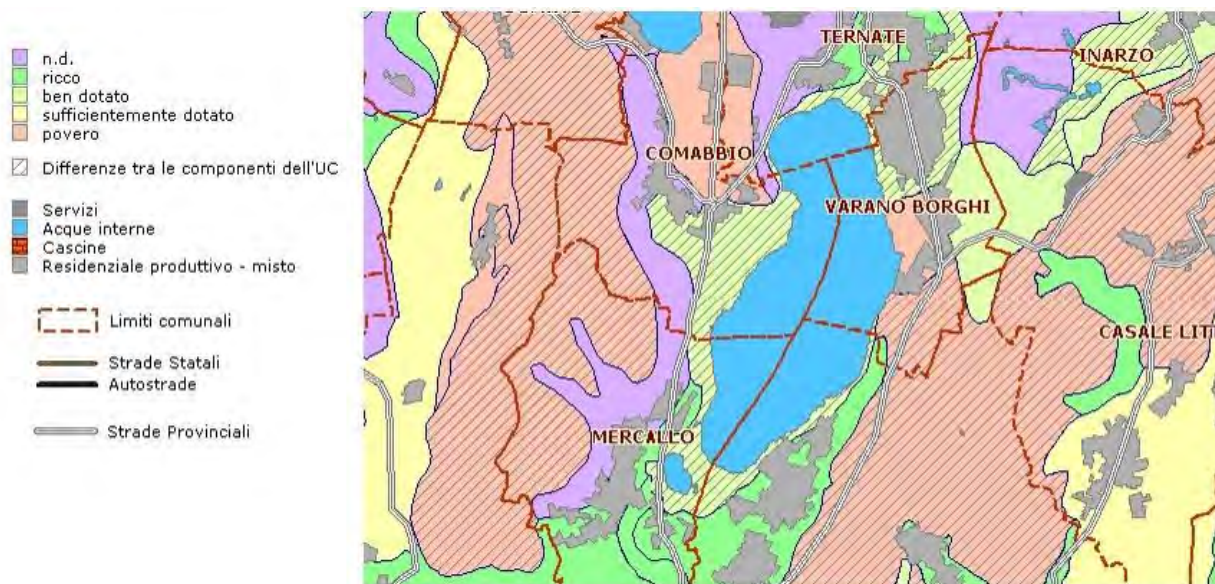 n.d.
ricco
ben dotato
sufficientemente dotato
povero
Differenze tra le componenti dell'UC
Servizi
Acque interne
Cascine
Residenziale produttivo - misto
Limiti comunali
Strade Statali
Autostrade
Strade Provinciali
TERNATE
INARZO
COMABBIO
VARANO BORGHI
CASALE LIT
MERCALLO